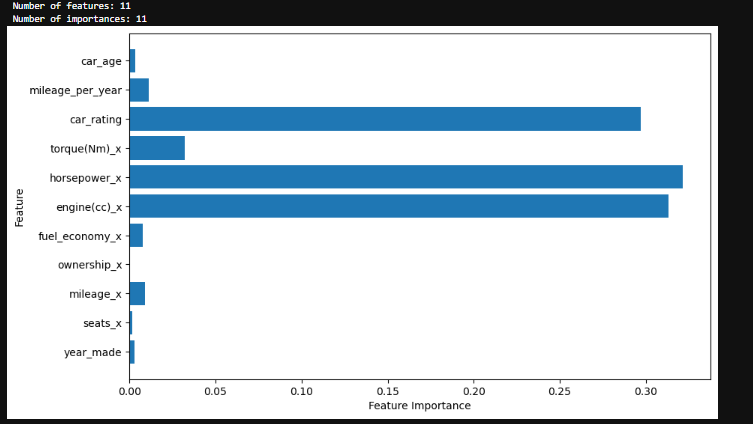 Number of features: 11
Number of importances: 11
car_age
mileage_per_year
car_rating
torque(Nm)_x
horsepower_x
engine(cc)_x
fuel_economy_x
ownership_x
mileage_x
seats_x
year_made
Feature
0.00 0.05 0.10 0.15 0.20 0.25 0.30
Feature Importance